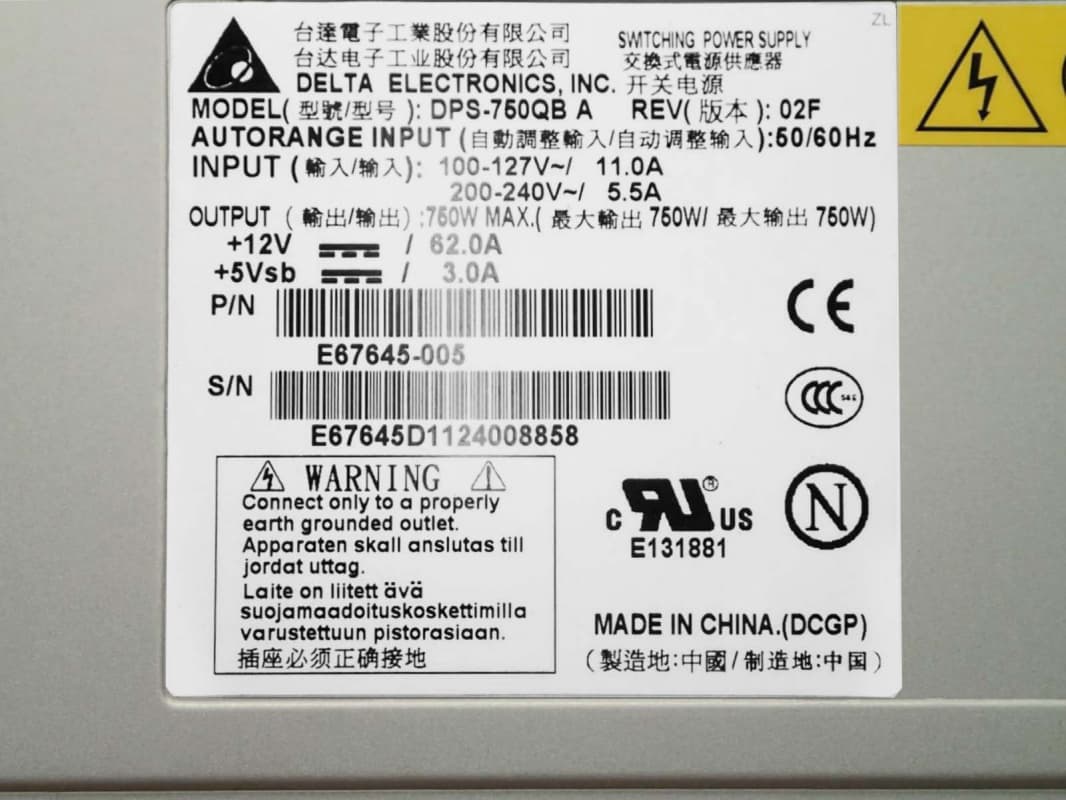 ZL
台達電子工業股份有限公司
台达电子工业股份有限公司
DELTA ELECTRONICS, INC.
SWITCHING POWER SUPPLY
交換式電源供應器
开关电源
MODEL( 型號/型号 ): DPS-750QB A REV( 版本 ): 02F
AUTORANGE INPUT (自動調整輸入/自动调整输入):50/60Hz
INPUT ( 輸入/输入): 100-127V~/ 11.0A
200-240V~/ 5.5A
OUTPUT ( 輸出/输出) :750W MAX.( 最大輸出 750W/ 最大输出 750W)
+12V / 62.0A
+5Vsb / 3.0A
P/N
E67645-005
S/N
E67645D1124008858
WARNING
Connect only to a properly
earth grounded outlet.
Apparaten skall anslutas till
jordat uttag.
Laite on liitett ävä
suojamaadoituskoskettimilla
varustettuun pistorasiaan.
插座必须正确接地
CE
CCC S&E
c RU ® US
E131881
N
MADE IN CHINA.(DCGP)
(製造地:中國/制造地:中国)